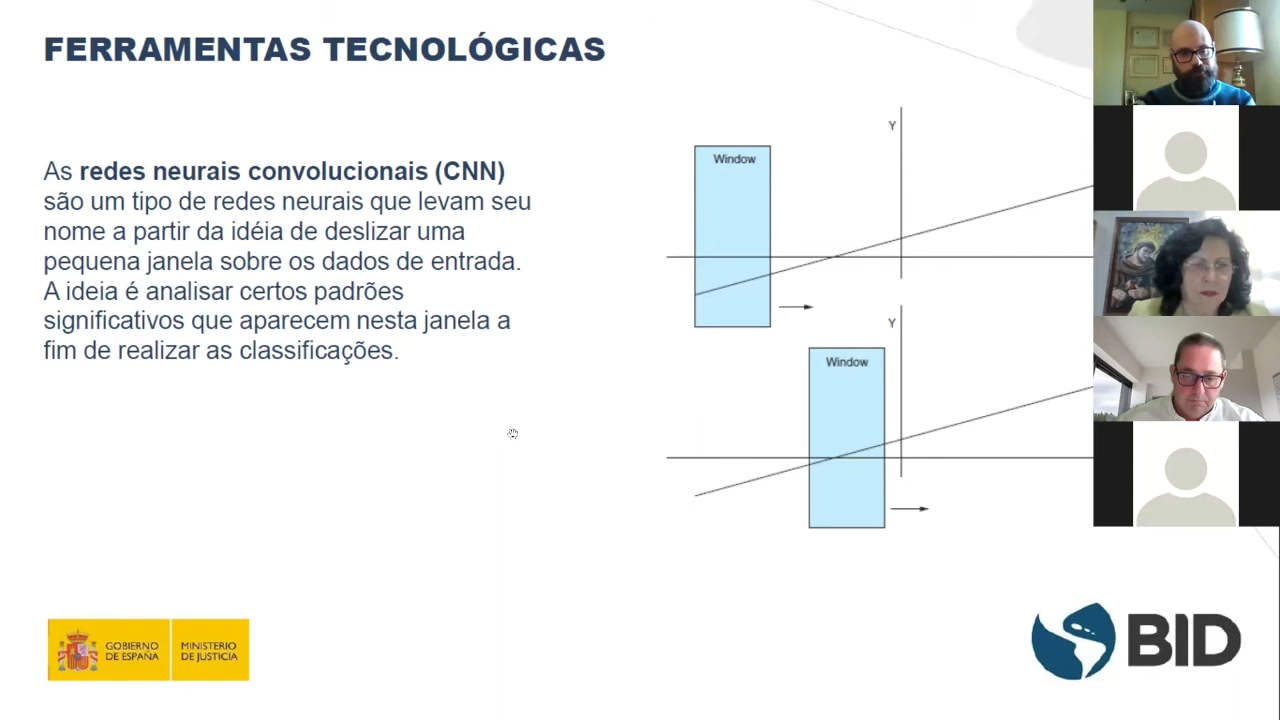 FERRAMENTAS TECNOLÓGICAS
As redes neurais convolucionais (CNN)
são um tipo de redes neurais que levam seu
nome a partir da idéia de deslizar uma
pequena janela sobre os dados de entrada.
A ideia é analisar certos padrões
significativos que aparecem nesta janela a
fim de realizar as classificações.
Y
Window
Y
Window
GOBIERNO
DE ESPAÑA
MINISTERIO
DE JUSTICIA
BID